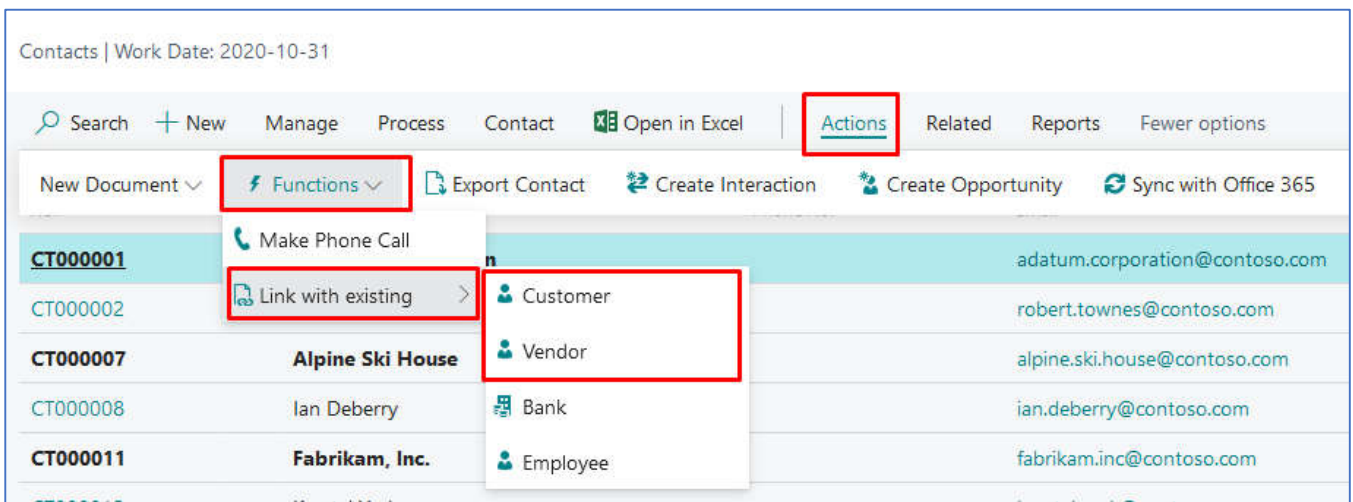 Contacts | Work Date: 2020-10-31
Search New Manage Process Contact Open in Excel Actions Related Reports Fewer options
New Document Functions Export Contact Create Interaction Create Opportunity Sync with Office 365
Make Phone Call
CT000001 n adatum.corporation@contoso.com
Link with existing Customer
CT000002 robert.townes@contoso.com
Vendor
CT000007 Alpine Ski House alpine.ski.house@contoso.com
CT000008 Ian Deberry Bank ian.deberry@contoso.com
CT000011 Fabrikam, Inc. Employee fabrikam.inc@contoso.com